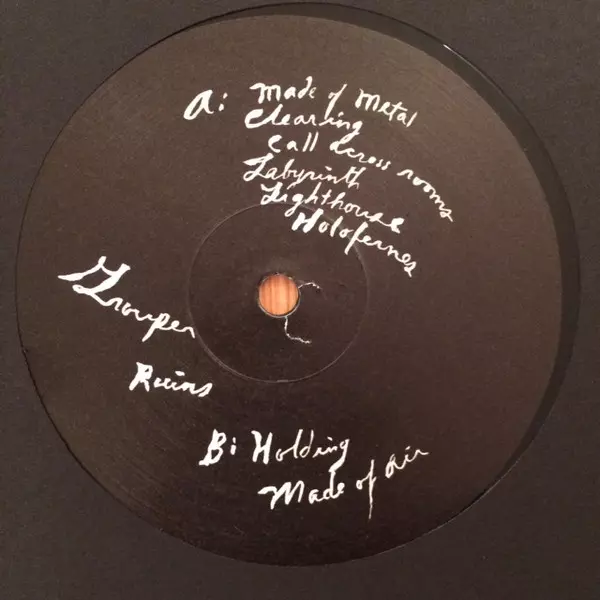 A: Made of Metal
Clearing
Call across rooms
Labyrinth
Lighthouse
Holofernes
Grouper
Ruins
B: Holding
Made of air